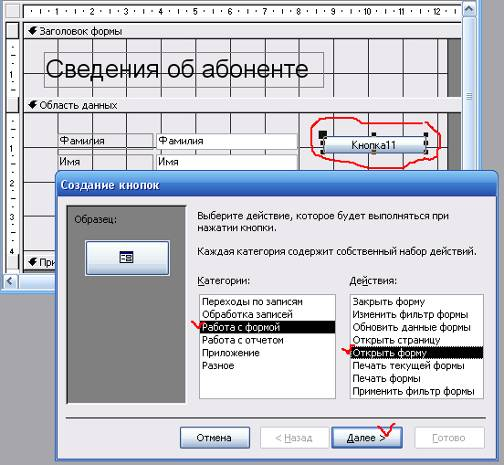 1 · 2 · 3 · 4 · 5 · 6 · 7 · 8 · 9 · 10 · 11 · 12
Заголовок формы
Сведения об абоненте
Область данных
Фамилия Фамилия Кнопка11
Имя Имя
При
Создание кнопок
Образец:
Выберите действие, которое будет выполняться при
нажатии кнопки.
Каждая категория содержит собственный набор действий.
Категории:
Переходы по записям
Обработка записей
Работа с формой
Работа с отчетом
Приложение
Разное
Действия:
Закрыть форму
Изменить фильтр формы
Обновить данные формы
Открыть страницу
Открыть форму
Печать текущей формы
Печать формы
Применить фильтр формы
Отмена < Назад Далее > Готово